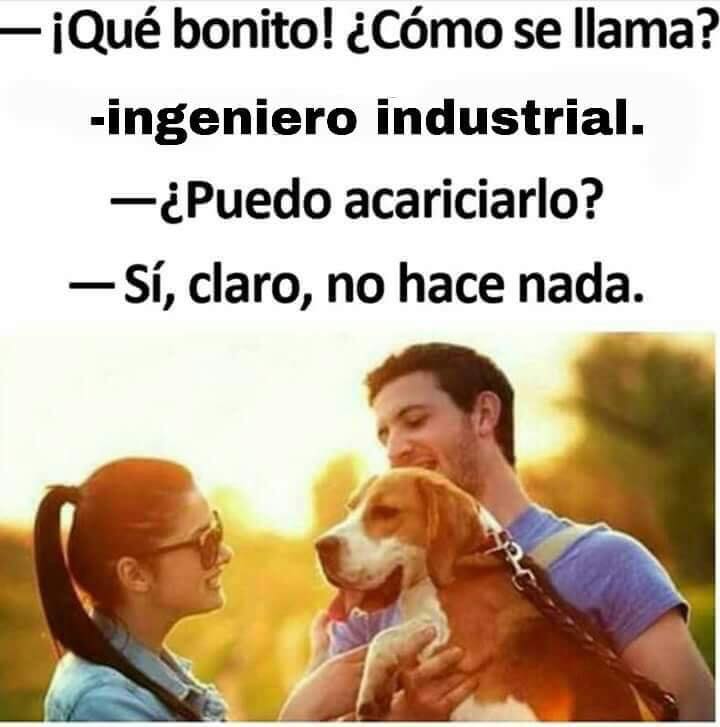 — ¡Qué bonito! ¿Cómo se llama?
-ingeniero industrial.
—¿Puedo acariciarlo?
— Sí, claro, no hace nada.